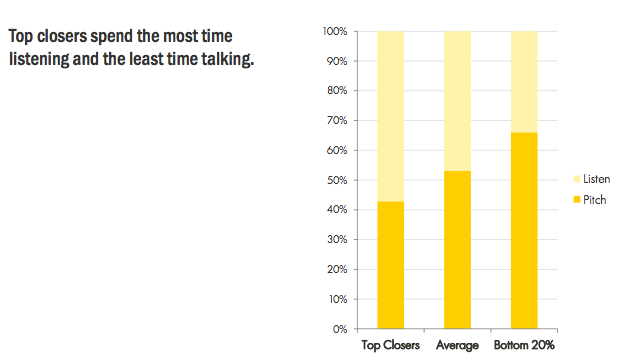 Top closers spend the most time
listening and the least time talking.
100%
90%
80%
70%
60%
50%
40%
30%
20%
10%
0%
Top Closers Average Bottom 20%
Listen
Pitch